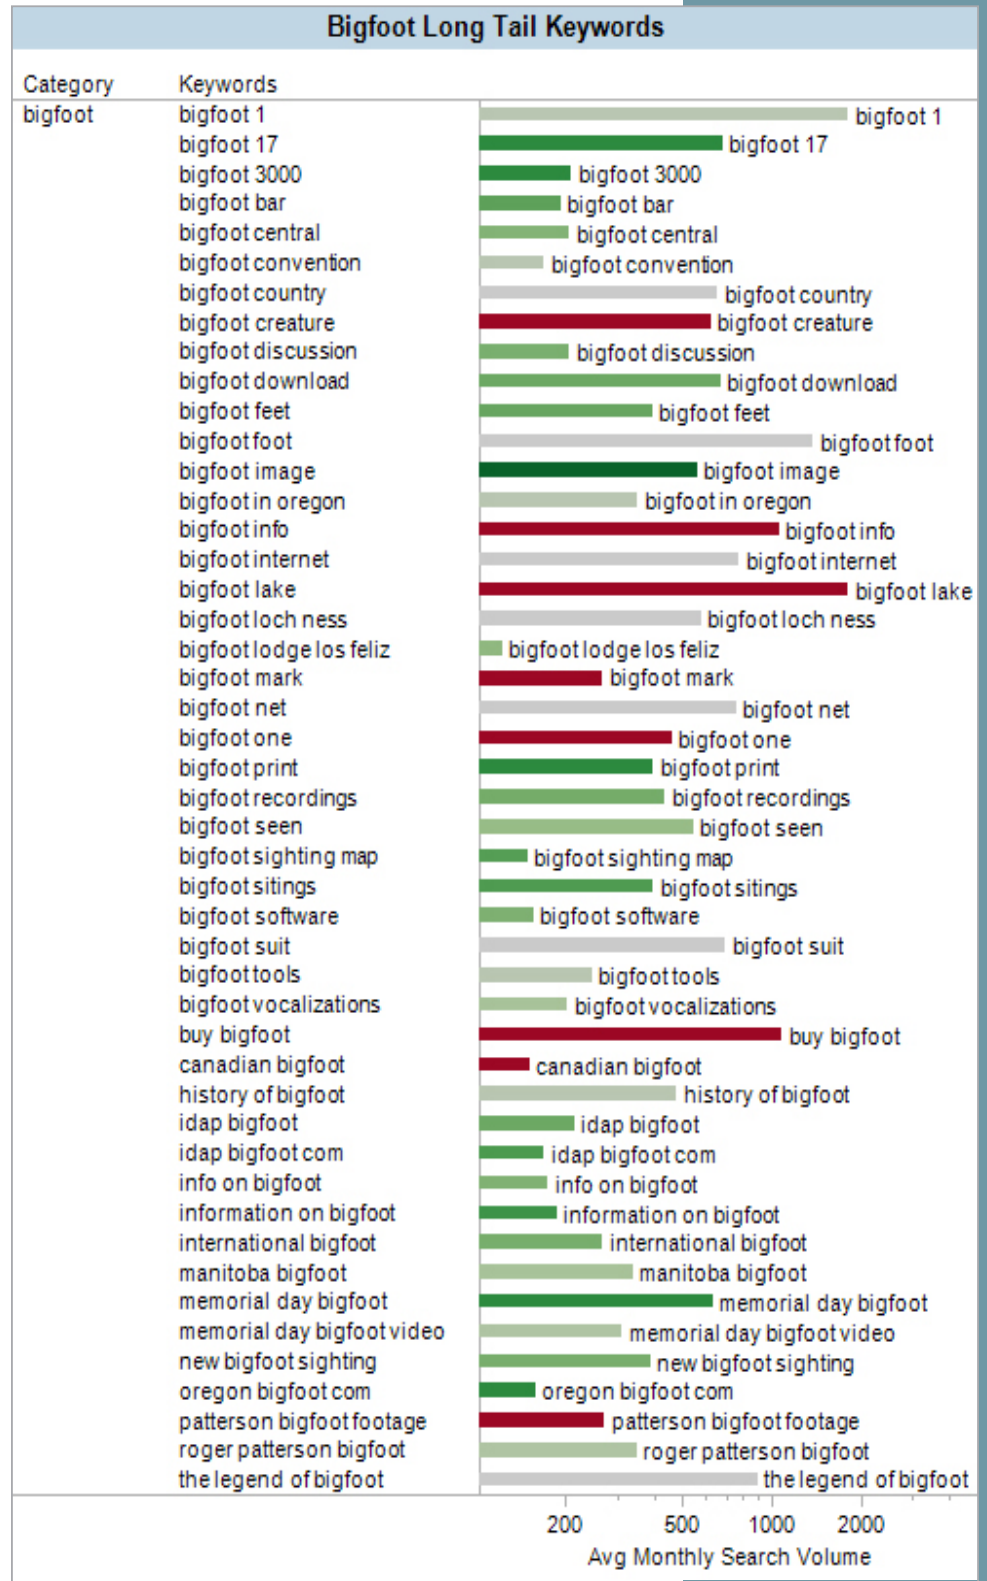 Bigfoot Long Tail Keywords
Category Keywords
bigfoot bigfoot 1 bigfoot 1
bigfoot 17 bigfoot 17
bigfoot 3000 bigfoot 3000
bigfoot bar bigfoot bar
bigfoot central bigfoot central
bigfoot convention bigfoot convention
bigfoot country bigfoot country
bigfoot creature bigfoot creature
bigfoot discussion bigfoot discussion
bigfoot download bigfoot download
bigfoot feet bigfoot feet
bigfoot foot bigfoot foot
bigfoot image bigfoot image
bigfoot in oregon bigfoot in oregon
bigfoot info bigfoot info
bigfoot internet bigfoot internet
bigfoot lake bigfoot lake
bigfoot loch ness bigfoot loch ness
bigfoot lodge los feliz bigfoot lodge los feliz
bigfoot mark bigfoot mark
bigfoot net bigfoot net
bigfoot one bigfoot one
bigfoot print bigfoot print
bigfoot recordings bigfoot recordings
bigfoot seen bigfoot seen
bigfoot sighting map bigfoot sighting map
bigfoot sitings bigfoot sitings
bigfoot software bigfoot software
bigfoot suit bigfoot suit
bigfoot tools bigfoot tools
bigfoot vocalizations bigfoot vocalizations
buy bigfoot buy bigfoot
canadian bigfoot canadian bigfoot
history of bigfoot history of bigfoot
idap bigfoot idap bigfoot
idap bigfoot com idap bigfoot com
info on bigfoot info on bigfoot
information on bigfoot information on bigfoot
international bigfoot international bigfoot
manitoba bigfoot manitoba bigfoot
memorial day bigfoot memorial day bigfoot
memorial day bigfoot video memorial day bigfoot video
new bigfoot sighting new bigfoot sighting
oregon bigfoot com oregon bigfoot com
patterson bigfoot footage patterson bigfoot footage
roger patterson bigfoot roger patterson bigfoot
the legend of bigfoot the legend of bigfoot
200 500 1000 2000
Avg Monthly Search Volume